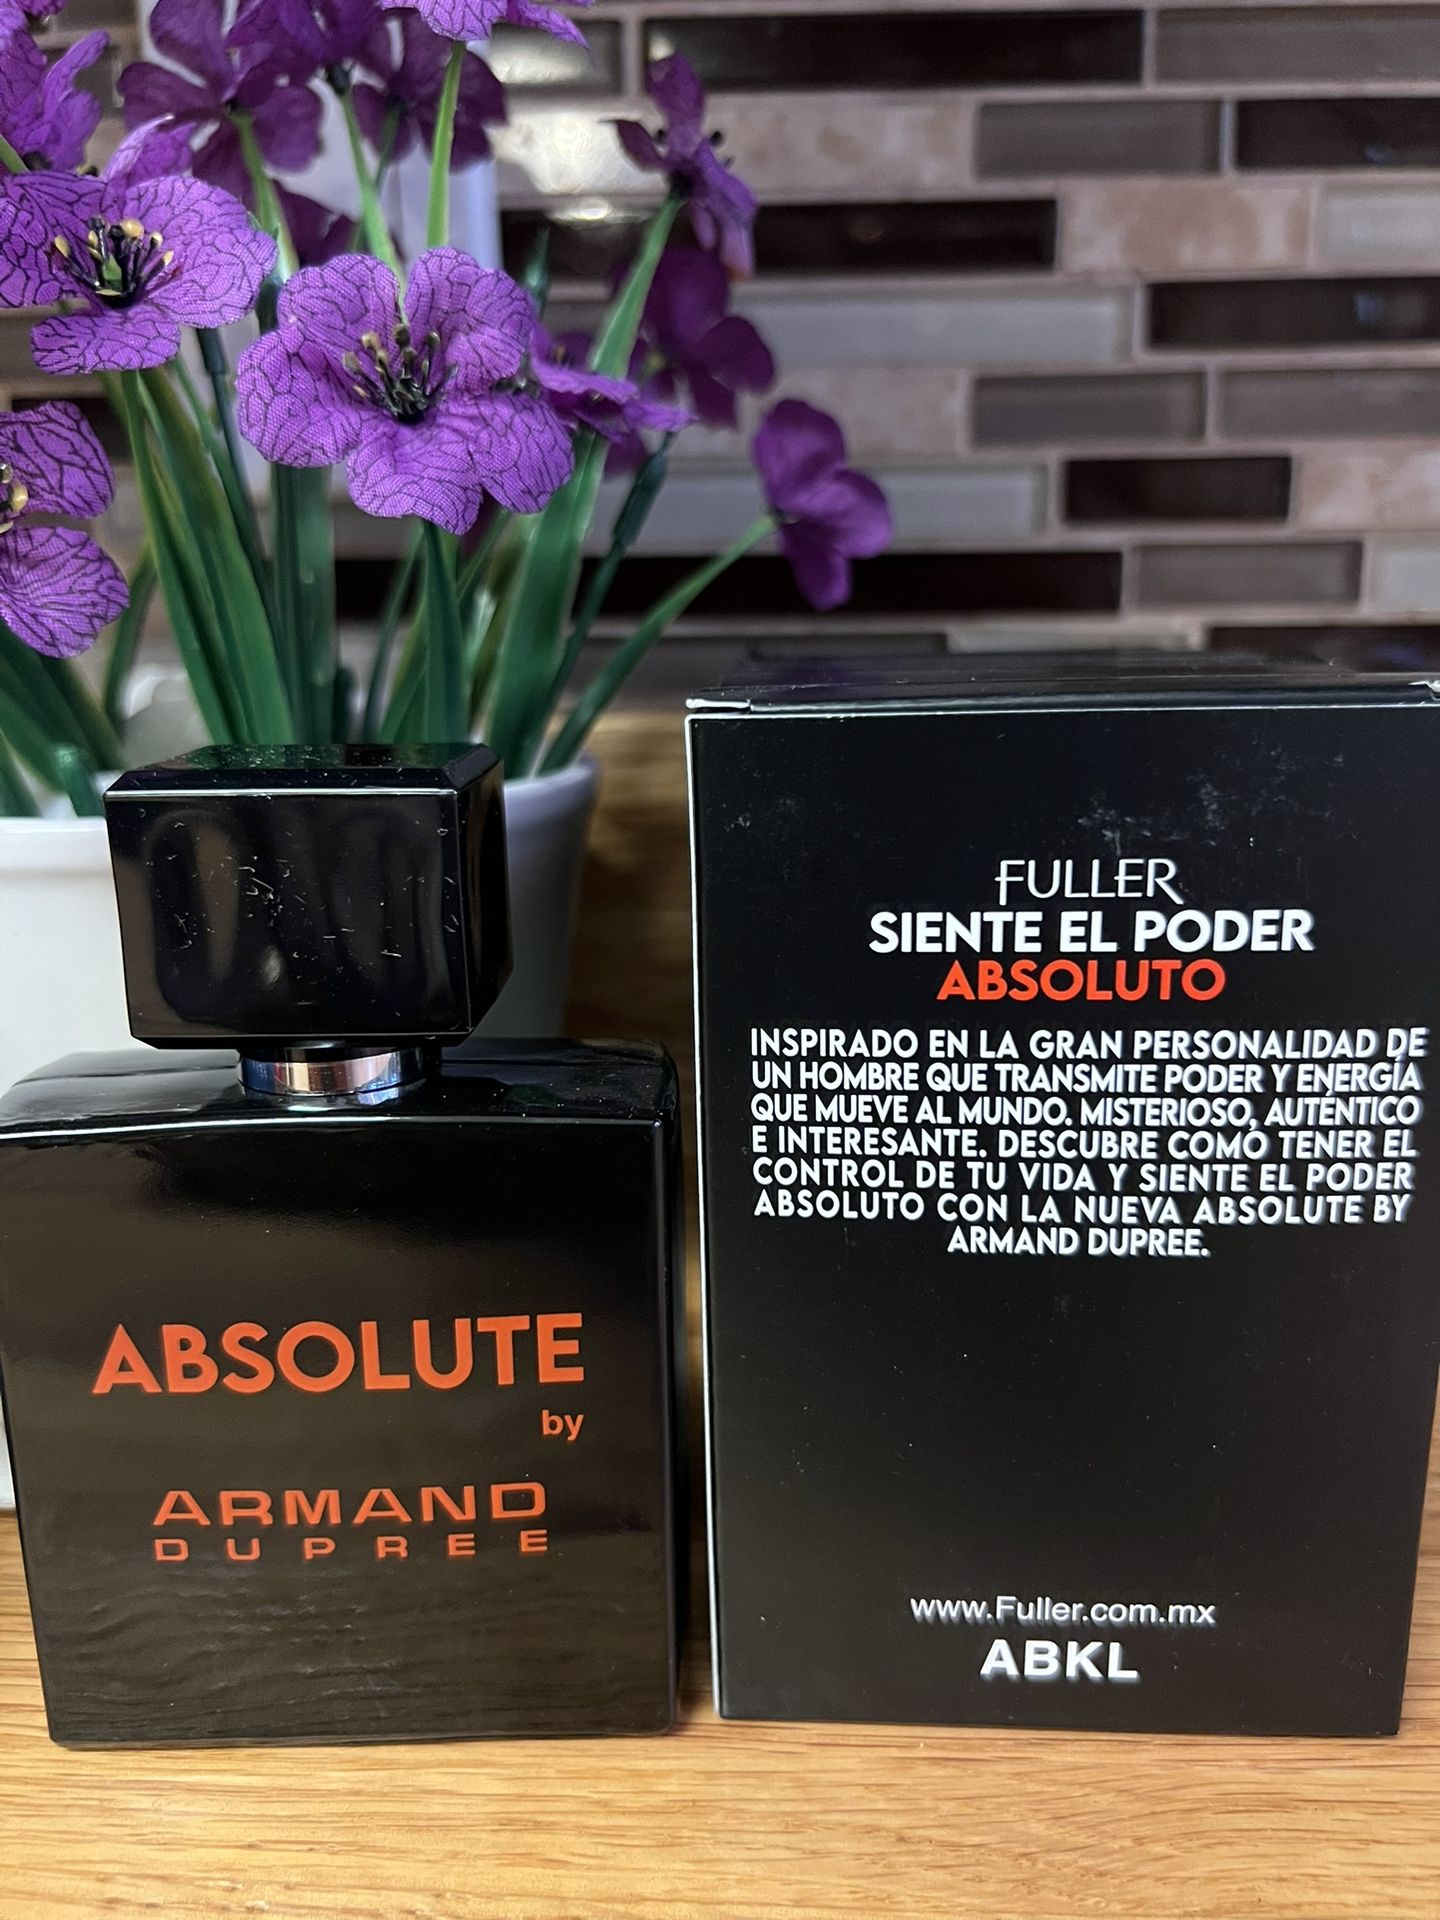 ABSOLUTE
by
ARMAND
DUPREE
FULLER
SIENTE EL PODER
ABSOLUTO
INSPIRADO EN LA GRAN PERSONALIDAD DE
UN HOMBRE QUE TRANSMITE PODER Y ENERGÍA
QUE MUEVE AL MUNDO. MISTERIOSO, AUTÉNTICO
E INTERESANTE. DESCUBRE COMO TENER EL
CONTROL DE TU VIDA Y SIENTE EL PODER
ABSOLUTO CON LA NUEVA ABSOLUTE BY
ARMAND DUPREE.
www.Fuller.com.mx
ABKL